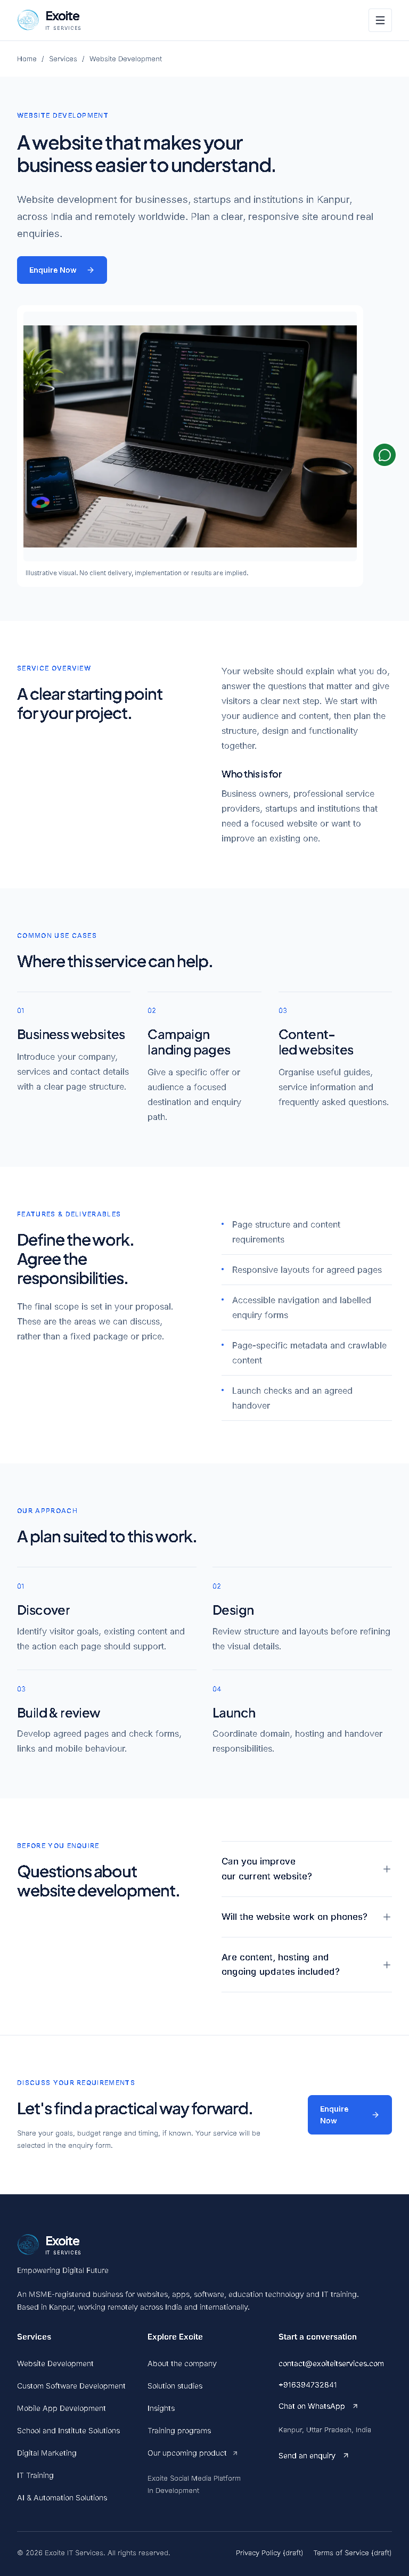 Exoite
IT SERVICES
Home / Services / Website Development
WEBSITE DEVELOPMENT
A website that makes your
business easier to understand.
Website development for businesses, startups and institutions in Kanpur,
across India and remotely worldwide. Plan a clear, responsive site around real
enquiries.
Enquire Now
Illustrative visual. No client delivery, implementation or results are implied.
SERVICE OVERVIEW
A clear starting point
for your project.
Your website should explain what you do,
answer the questions that matter and give
visitors a clear next step. We start with
your audience and content, then plan the
structure, design and functionality
together.
Who this is for
Business owners, professional service
providers, startups and institutions that
need a focused website or want to
improve an existing one.
COMMON USE CASES
Where this service can help.
01
Business websites
Introduce your company,
services and contact details
with a clear page structure.
02
Campaign
landing pages
Give a specific offer or
audience a focused
destination and enquiry
path.
03
Content-
led websites
Organise useful guides,
service information and
frequently asked questions.
FEATURES & DELIVERABLES
Define the work.
Agree the
responsibilities.
The final scope is set in your proposal.
These are the areas we can discuss,
rather than a fixed package or price.
Page structure and content
requirements
Responsive layouts for agreed pages
Accessible navigation and labelled
enquiry forms
Page-specific metadata and crawlable
content
Launch checks and an agreed
handover
OUR APPROACH
A plan suited to this work.
01
Discover
Identify visitor goals, existing content and
the action each page should support.
02
Design
Review structure and layouts before refining
the visual details.
03
Build & review
Develop agreed pages and check forms,
links and mobile behaviour.
04
Launch
Coordinate domain, hosting and handover
responsibilities.
BEFORE YOU ENQUIRE
Questions about
website development.
Can you improve
our current website?
Will the website work on phones?
Are content, hosting and
ongoing updates included?
DISCUSS YOUR REQUIREMENTS
Let's find a practical way forward.
Share your goals, budget range and timing, if known. Your service will be
selected in the enquiry form.
Enquire
Now
Exoite
IT SERVICES
Empowering Digital Future
An MSME-registered business for websites, apps, software, education technology and IT training.
Based in Kanpur, working remotely across India and internationally.
Services
Website Development
Custom Software Development
Mobile App Development
School and Institute Solutions
Digital Marketing
IT Training
AI & Automation Solutions
Explore Exoite
About the company
Solution studies
Insights
Training programs
Our upcoming product
Exoite Social Media Platform
In Development
Start a conversation
contact@exoiteitservices.com
+916394732841
Chat on WhatsApp
Kanpur, Uttar Pradesh, India
Send an enquiry
© 2026 Exoite IT Services. All rights reserved.
Privacy Policy (draft)
Terms of Service (draft)